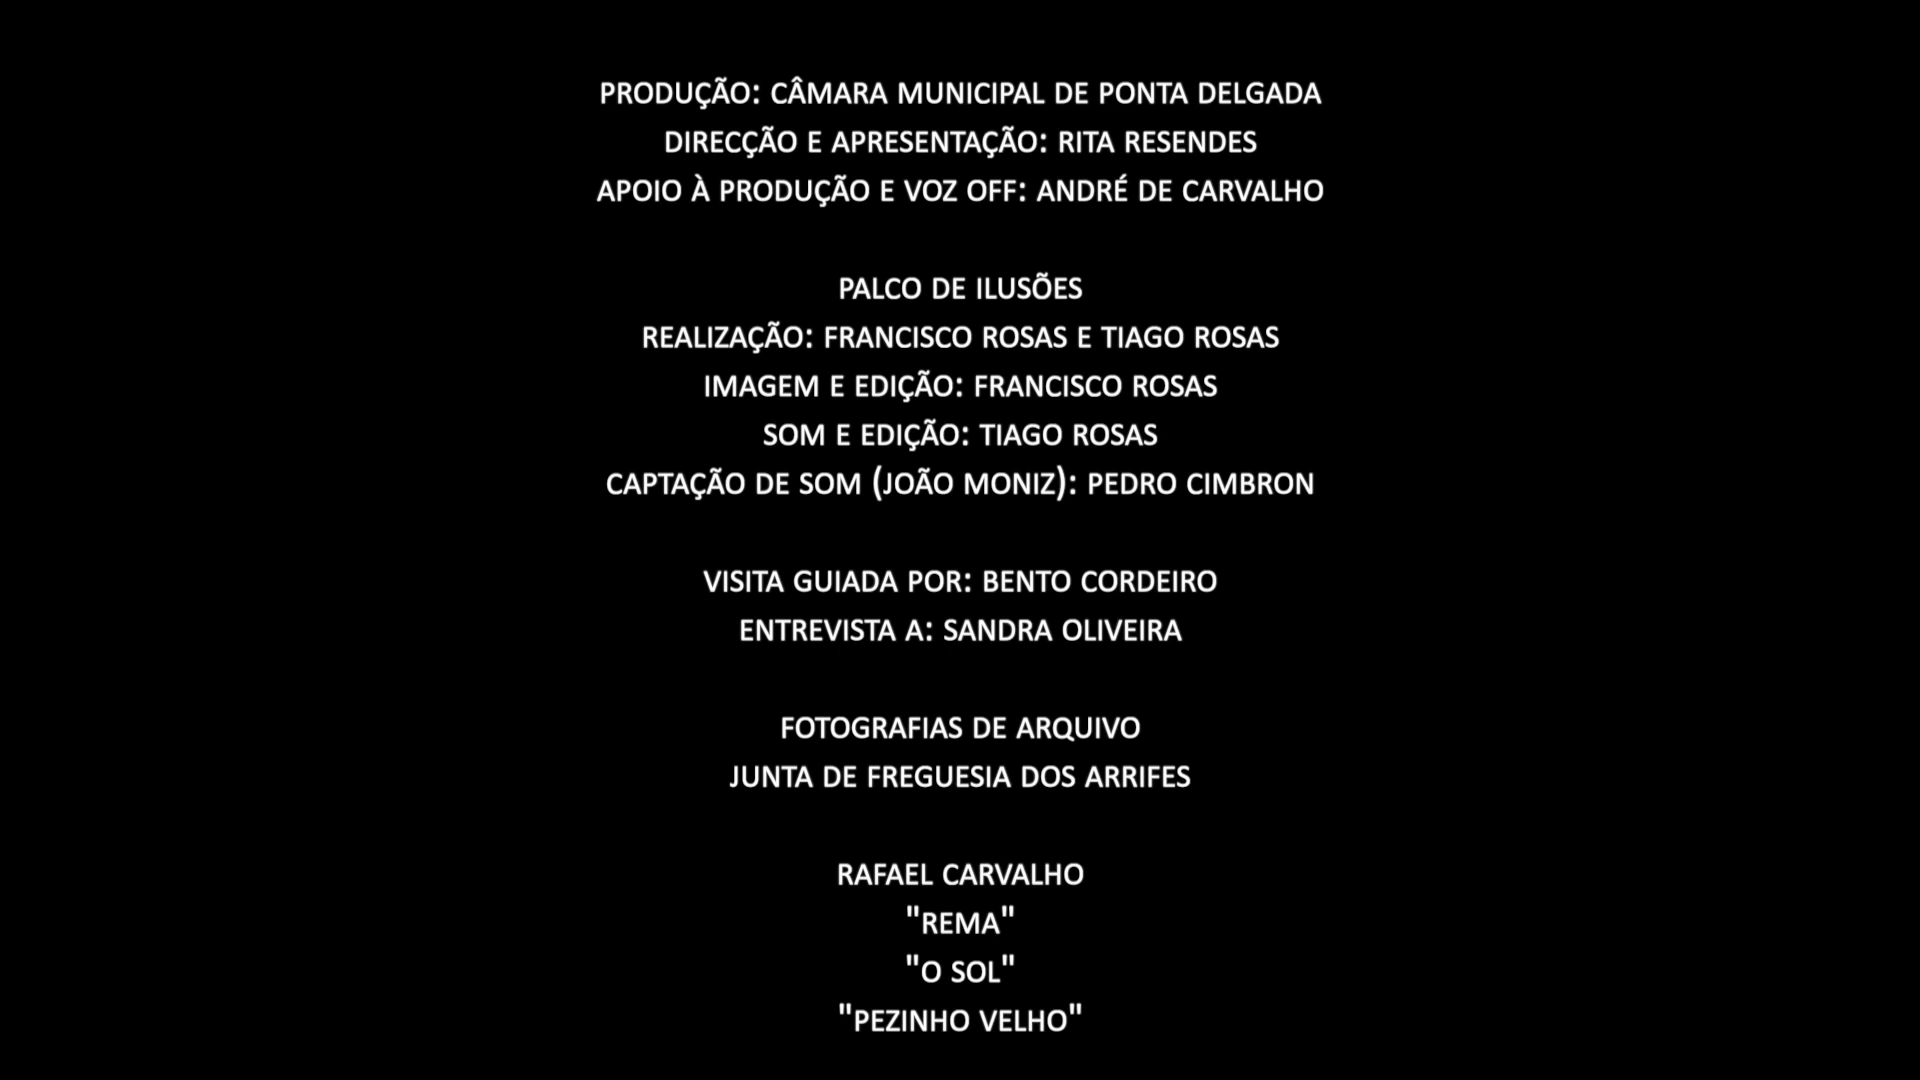 PRODUÇÃO: CÂMARA MUNICIPAL DE PONTA DELGADA
DIRECÇÃO E APRESENTAÇÃO: RITA RESENDES
APOIO À PRODUÇÃO E VOZ OFF: ANDRÉ DE CARVALHO
PALCO DE ILUSÕES
REALIZAÇÃO: FRANCISCO ROSAS E TIAGO ROSAS
IMAGEM E EDIÇÃO: FRANCISCO ROSAS
SOM E EDIÇÃO: TIAGO ROSAS
CAPTAÇÃO DE SOM (JOÃO MONIZ): PEDRO CIMBRON
VISITA GUIADA POR: BENTO CORDEIRO
ENTREVISTA A: SANDRA OLIVEIRA
FOTOGRAFIAS DE ARQUIVO
JUNTA DE FREGUESIA DOS ARRIFES
RAFAEL CARVALHO
"REMA"
"O SOL"
"PEZINHO VELHO"